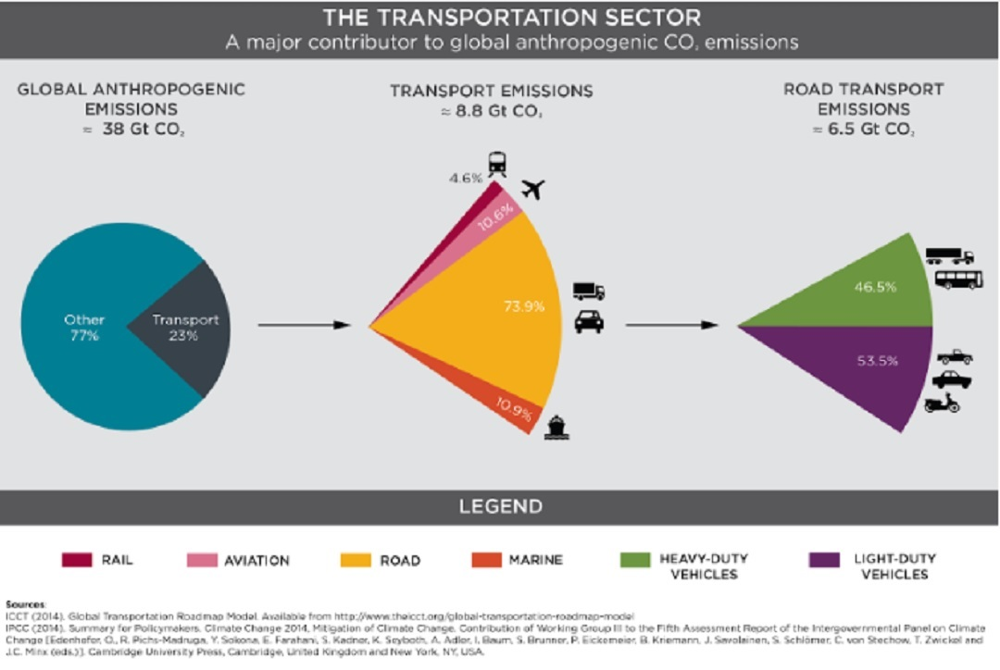 THE TRANSPORTATION SECTOR
A major contributor to global anthropogenic CO₂ emissions
GLOBAL ANTHROPOGENIC
EMISSIONS
≈ 38 Gt CO₂
TRANSPORT EMISSIONS
≈ 8.8 Gt CO₂
ROAD TRANSPORT
EMISSIONS
≈ 6.5 Gt CO₂
Other
77%
Transport
23%
4.6%
10.6%
73.9%
10.9%
46.5%
53.5%
LEGEND
RAIL
AVIATION
ROAD
MARINE
HEAVY-DUTY
VEHICLES
LIGHT-DUTY
VEHICLES
Sources:
ICCT (2014). Global Transportation Roadmap Model. Available from http://www.theicct.org/global-transportation-roadmap-model
IPCC (2014). Summary for Policymakers. Climate Change 2014, Mitigation of Climate Change. Contribution of Working Group III to the Fifth Assessment Report of the Intergovernmental Panel on Climate
Change [Edenhofer, O., R. Pichs-Madruga, Y. Sokona, E. Farahani, S. Kadner, K. Seyboth, A. Adler, I. Baum, S. Brunner, P. Eickemeier, B. Kriemann, J. Savolainen, S. Schlömer, C. von Stechow, T. Zwickel and
J.C. Minx (eds.)]. Cambridge University Press, Cambridge, United Kingdom and New York, NY, USA.